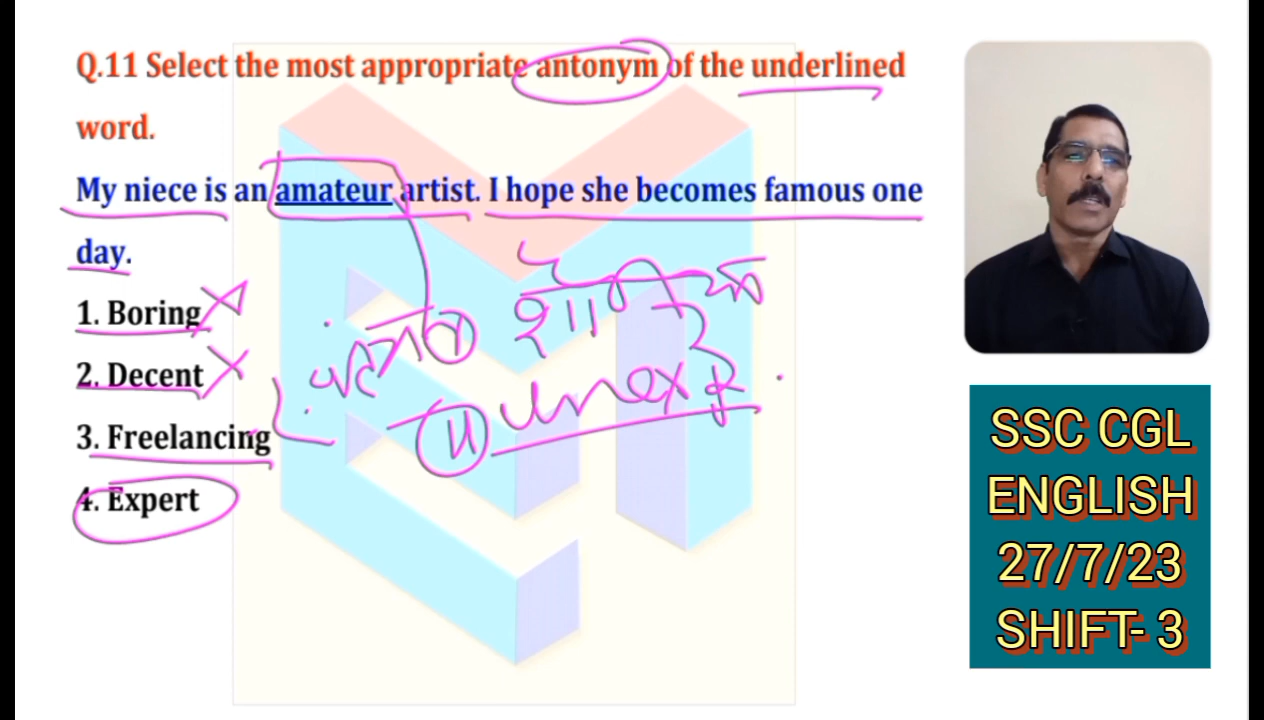 Q.11 Select the most appropriate antonym of the underlined
word.
My niece is an amateur artist. I hope she becomes famous one
day.
1. Boring
2. Decent
3. Freelancing
4. Expert
SSC CGL
ENGLISH
27/7/23
SHIFT- 3